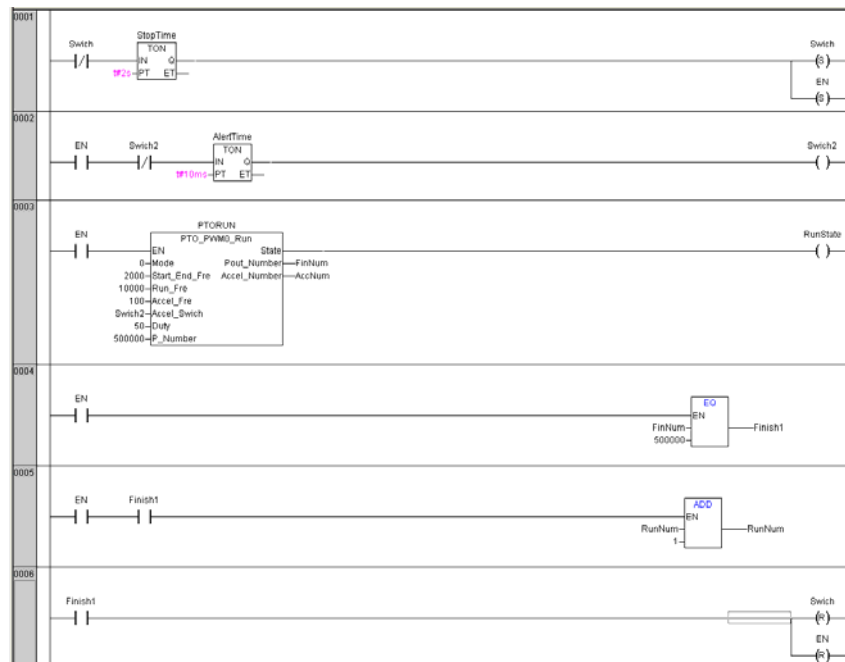 0001
Swich
StopTime
TON
IN Q
t#2s PT ET
Swich
S
EN
S
0002
EN
Swich2
AlertTime
TON
IN Q
t#10ms PT ET
Swich2
0003
EN
PTORUN
PTO_PWM3_Run
EN State
RunState
0 Mode Pout_Number FinNum
2000 Start_End_Fre Accel_Number AccNum
10000 Run_Fre
100 Accel_Fre
Swich2 Accel_Swich
50 Duty
500000 P_Number
0004
EN
EQ
EN
FinNum
500000
Finish1
0005
EN
Finish1
ADD
EN
RunNum
1
RunNum
0006
Finish1
Swich
R
EN
R